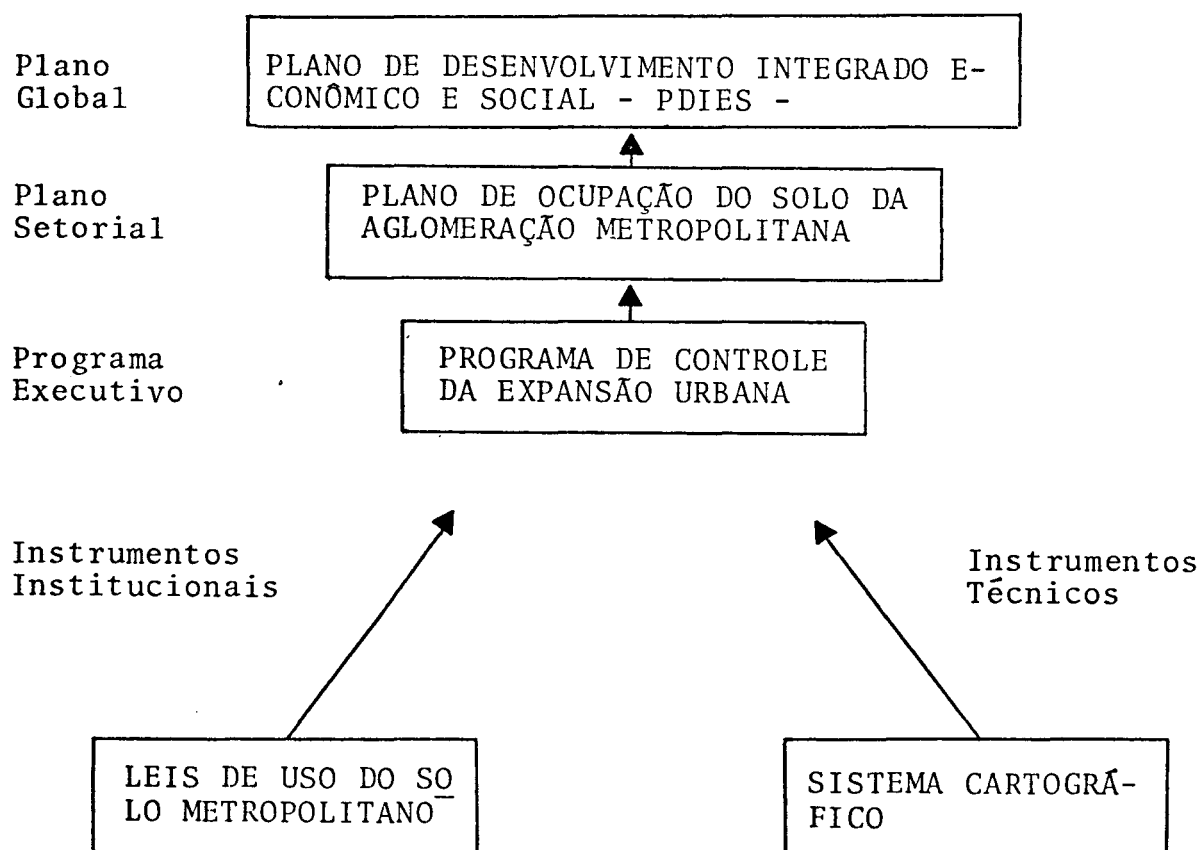 Plano
Global
PLANO DE DESENVOLVIMENTO INTEGRADO E-
CONÔMICO E SOCIAL - PDIES -
Plano
Setorial
PLANO DE OCUPAÇÃO DO SOLO DA
AGLOMERAÇÃO METROPOLITANA
Programa
Executivo
PROGRAMA DE CONTROLE
DA EXPANSÃO URBANA
Instrumentos
Institucionais
Instrumentos
Técnicos
LEIS DE USO DO SO
LO METROPOLITANO
SISTEMA CARTOGRÁ-
FICO